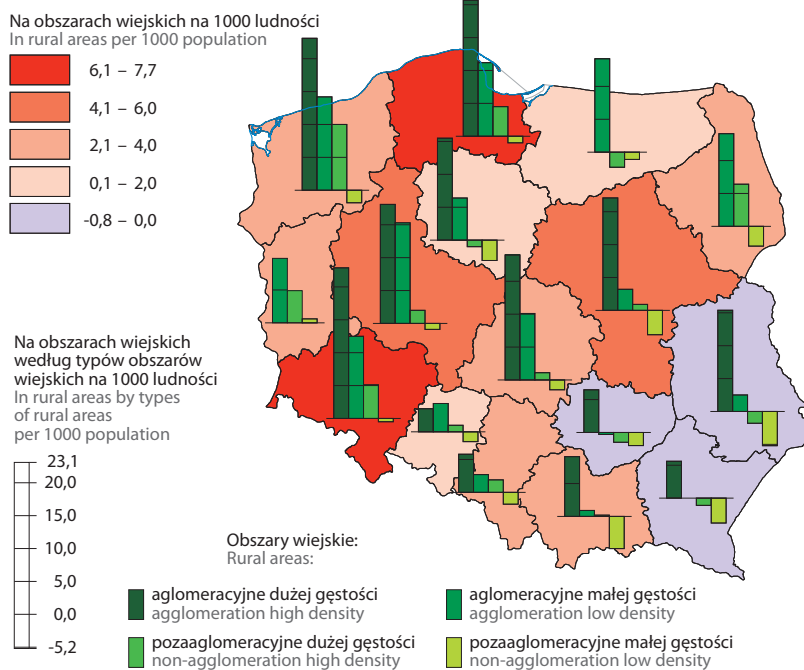 Na obszarach wiejskich na 1000 ludności
In rural areas per 1000 population
6,1 – 7,7
4,1 – 6,0
2,1 – 4,0
0,1 – 2,0
-0,8 – 0,0
Na obszarach wiejskich
według typów obszarów
wiejskich na 1000 ludności
In rural areas by types
of rural areas
per 1000 population
23,1
20,0
15,0
10,0
5,0
0,0
-5,2
Obszary wiejskie:
Rural areas:
aglomeracyjne dużej gęstości
agglomeration high density
pozaaglomeracyjne dużej gęstości
non-agglomeration high density
aglomeracyjne małej gęstości
agglomeration low density
pozaaglomeracyjne małej gęstości
non-agglomeration low density